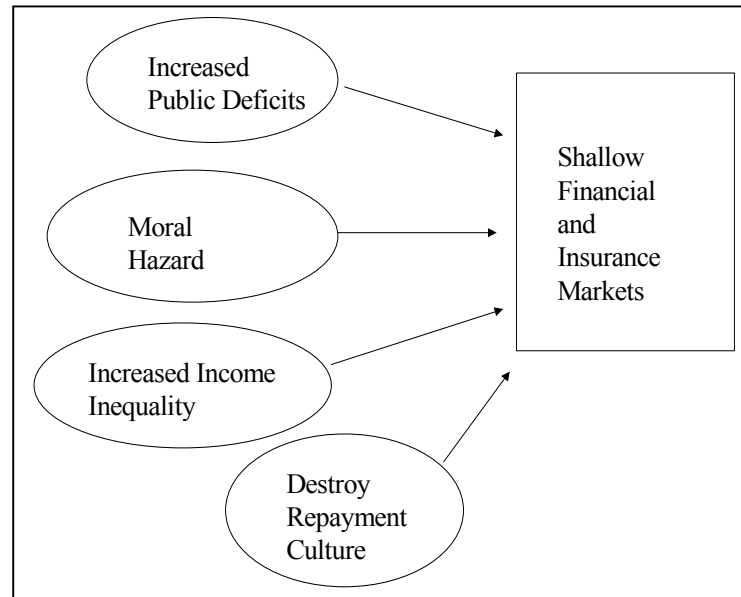 Increased
Public Deficits
Shallow
Financial
and
Insurance
Markets
Moral
Hazard
Increased Income
Inequality
Destroy
Repayment
Culture